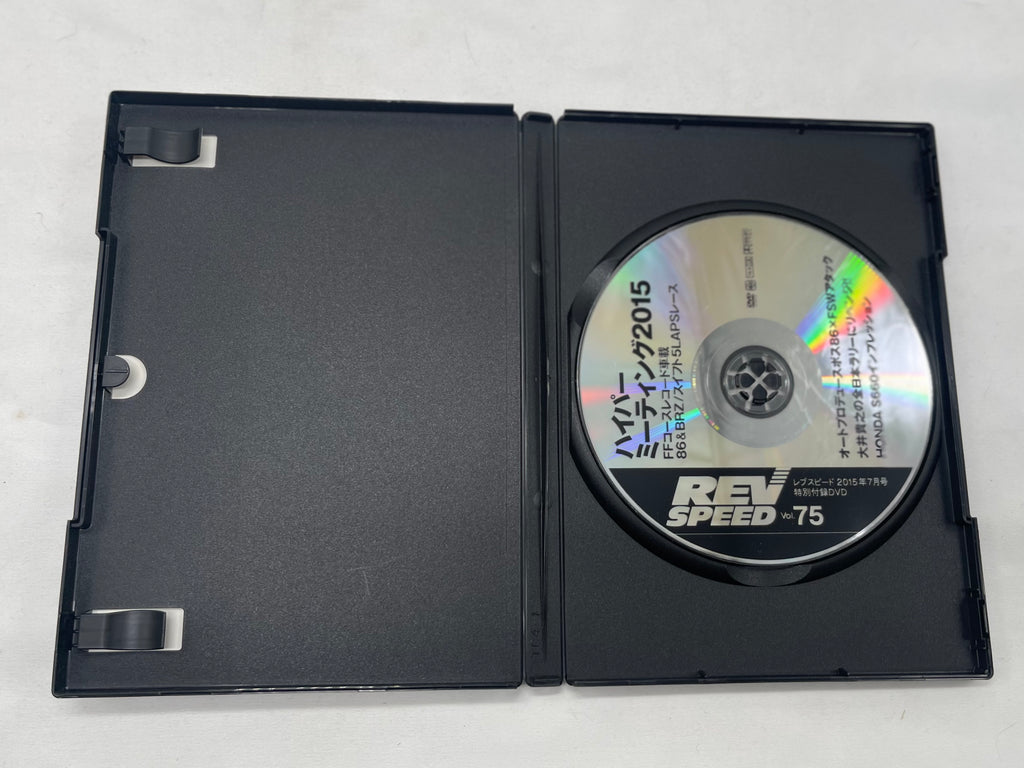 ハイパー
ミーティング2015
FFコースレコード車載
86&BRZ/スイフト5LAPSレース
オートプロデュースボス86×FSWアタック
大井貴之の全日本ラリーにリベンジ!!
HONDA S660インプレッション
REV
SPEED
レブスピード 2015年7月号
特別付録DVD
Vol. 75